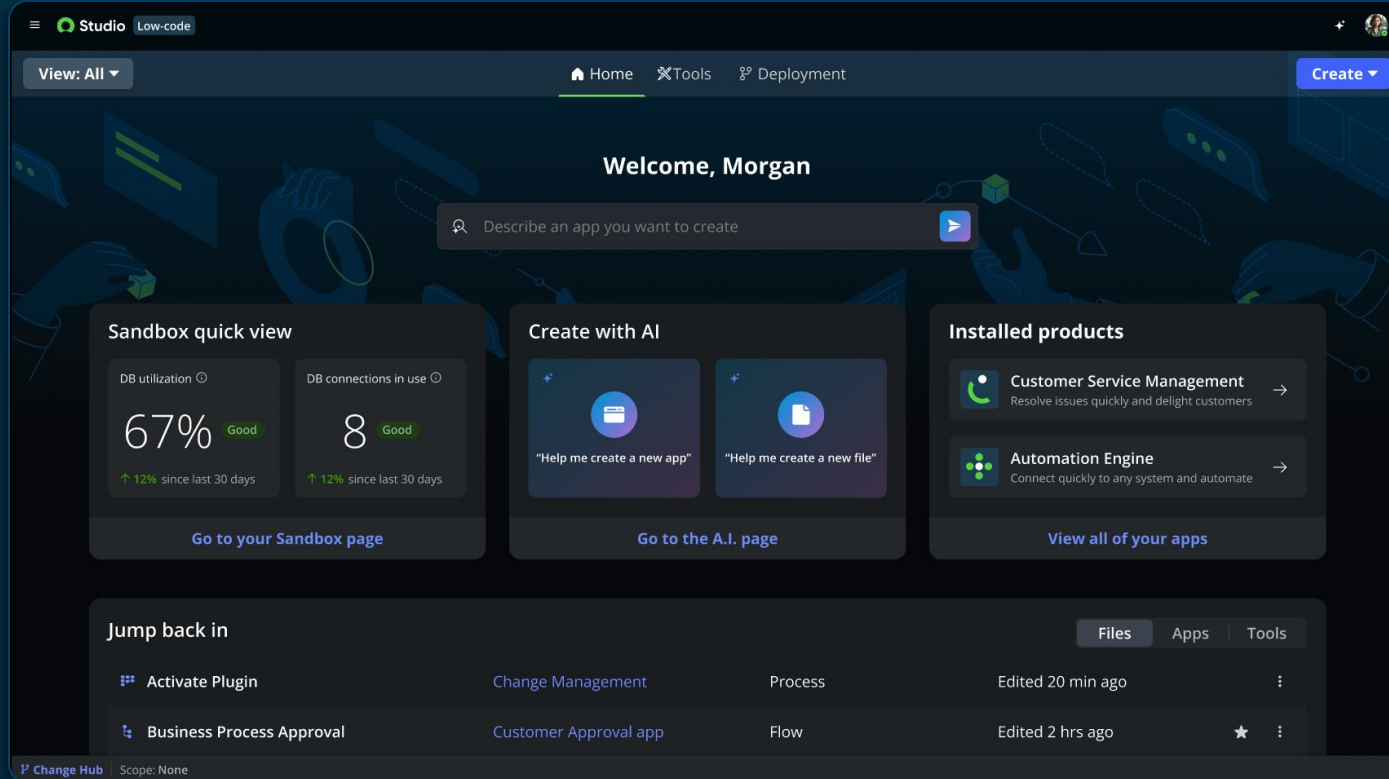 Studio Low-code
View: All
Home Tools Deployment
Create
Welcome, Morgan
Describe an app you want to create
Sandbox quick view
DB utilization
67% Good
12% since last 30 days
DB connections in use
8 Good
12% since last 30 days
Go to your Sandbox page
Create with AI
“Help me create a new app”
“Help me create a new file”
Go to the A.I. page
Installed products
Customer Service Management
Resolve issues quickly and delight customers
Automation Engine
Connect quickly to any system and automate
View all of your apps
Jump back in
Files Apps Tools
Activate Plugin Change Management Process Edited 20 min ago
Business Process Approval Customer Approval app Flow Edited 2 hrs ago
Change Hub Scope: None